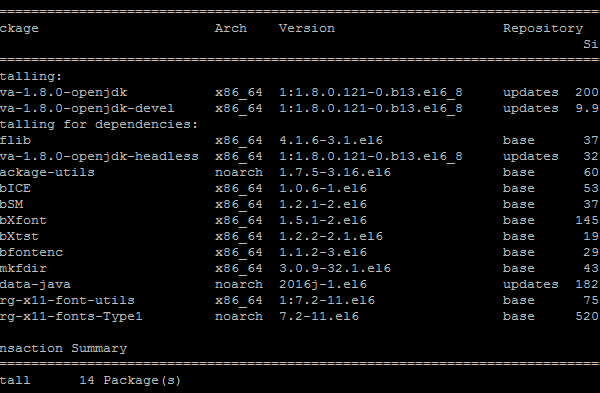 ckage Arch Version Repository
Si
talling:
va-1.8.0-openjdk x86_64 1:1.8.0.121-0.b13.el6_8 updates 200
va-1.8.0-openjdk-devel x86_64 1:1.8.0.121-0.b13.el6_8 updates 9.9
talling for dependencies:
flib x86_64 4.1.6-3.1.el6 base 37
va-1.8.0-openjdk-headless x86_64 1:1.8.0.121-0.b13.el6_8 updates 32
ackage-utils noarch 1.7.5-3.16.el6 base 60
bICE x86_64 1.0.6-1.el6 base 53
bSM x86_64 1.2.1-2.el6 base 37
bXfont x86_64 1.5.1-2.el6 base 145
bXtst x86_64 1.2.2-2.1.el6 base 19
bfontenc x86_64 1.1.2-3.el6 base 29
mkfdir x86_64 3.0.9-32.1.el6 base 43
data-java noarch 2016j-1.el6 updates 182
rg-x11-font-utils x86_64 1:7.2-11.el6 base 75
rg-x11-fonts-Type1 noarch 7.2-11.el6 base 520
nsaction Summary
tall 14 Package(s)